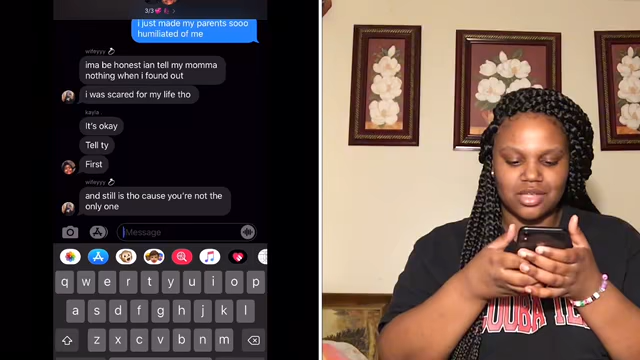 3/3
i just made my parents sooo
humiliated of me
wifeyyy
ima be honest ian tell my momma
nothing when i found out
i was scared for my life tho
kayla
It's okay
Tell ty
First
wifeyyy
and still is tho cause you're not the
only one
Message
q w e r t y u i o p
a s d f g h j k l
z x c v b n m